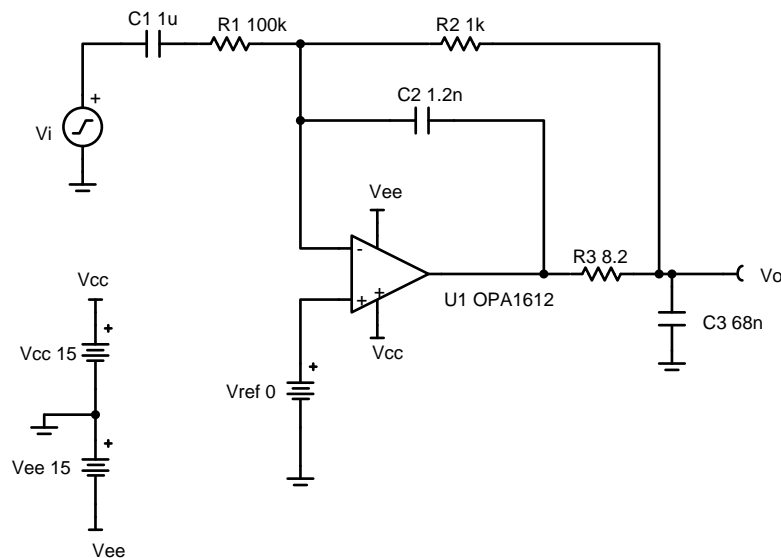 C1 1u
R1 100k
R2 1k
C2 1.2n
+
Vi
Vee
-
+
+
R3 8.2
Vo
U1 OPA1612
C3 68n
Vcc
Vcc
+
Vcc 15
+
Vref 0
+
Vee 15
Vee